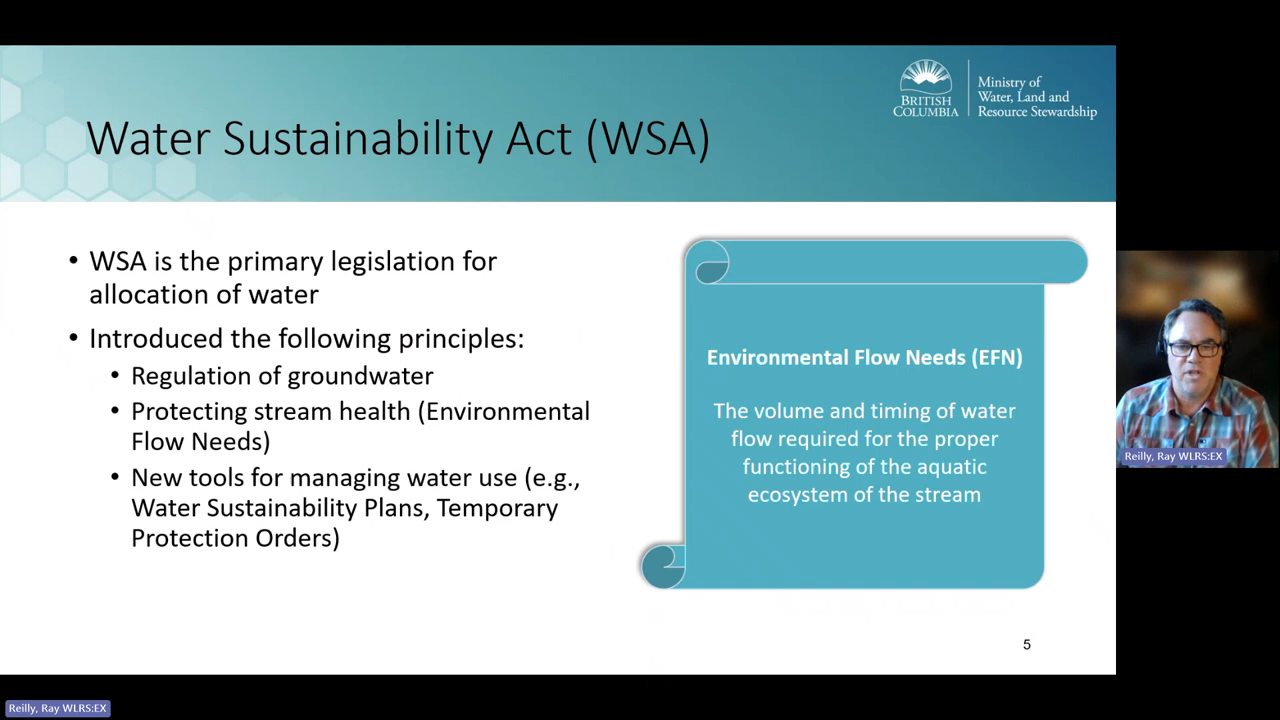 BRITISH
COLUMBIA
Ministry of
Water, Land and
Resource Stewardship
Water Sustainability Act (WSA)
• WSA is the primary legislation for
allocation of water
• Introduced the following principles:
• Regulation of groundwater
• Protecting stream health (Environmental
Flow Needs)
• New tools for managing water use (e.g.,
Water Sustainability Plans, Temporary
Protection Orders)
Environmental Flow Needs (EFN)
The volume and timing of water
flow required for the proper
functioning of the aquatic
ecosystem of the stream
5
Reilly, Ray WLRS:EX
Reilly, Ray WLRS:EX